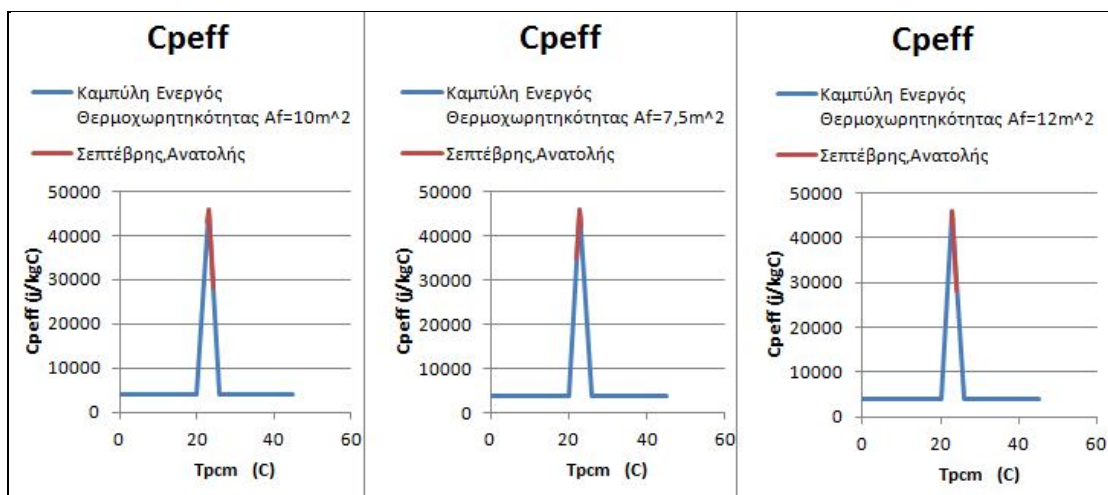 Cpeff
Καμπύλη Ενεργός
Θερμοχωρητηκότητας Af=10m^2
Σεπτέβρης,Ανατολής
50000
40000
30000
20000
10000
0
Cpeff (j/kgC)
0 20 40 60
Tpcm (C)
Cpeff
Καμπύλη Ενεργός
Θερμοχωρητηκότητας Af=7,5m^2
Σεπτέβρης,Ανατολής
50000
40000
30000
20000
10000
0
Cpeff (j/kgC)
0 20 40 60
Tpcm (C)
Cpeff
Καμπύλη Ενεργός
Θερμοχωρητηκότητας Af=12m^2
Σεπτέβρης,Ανατολής
50000
40000
30000
20000
10000
0
Cpeff (j/kgC)
0 20 40 60
Tpcm (C)